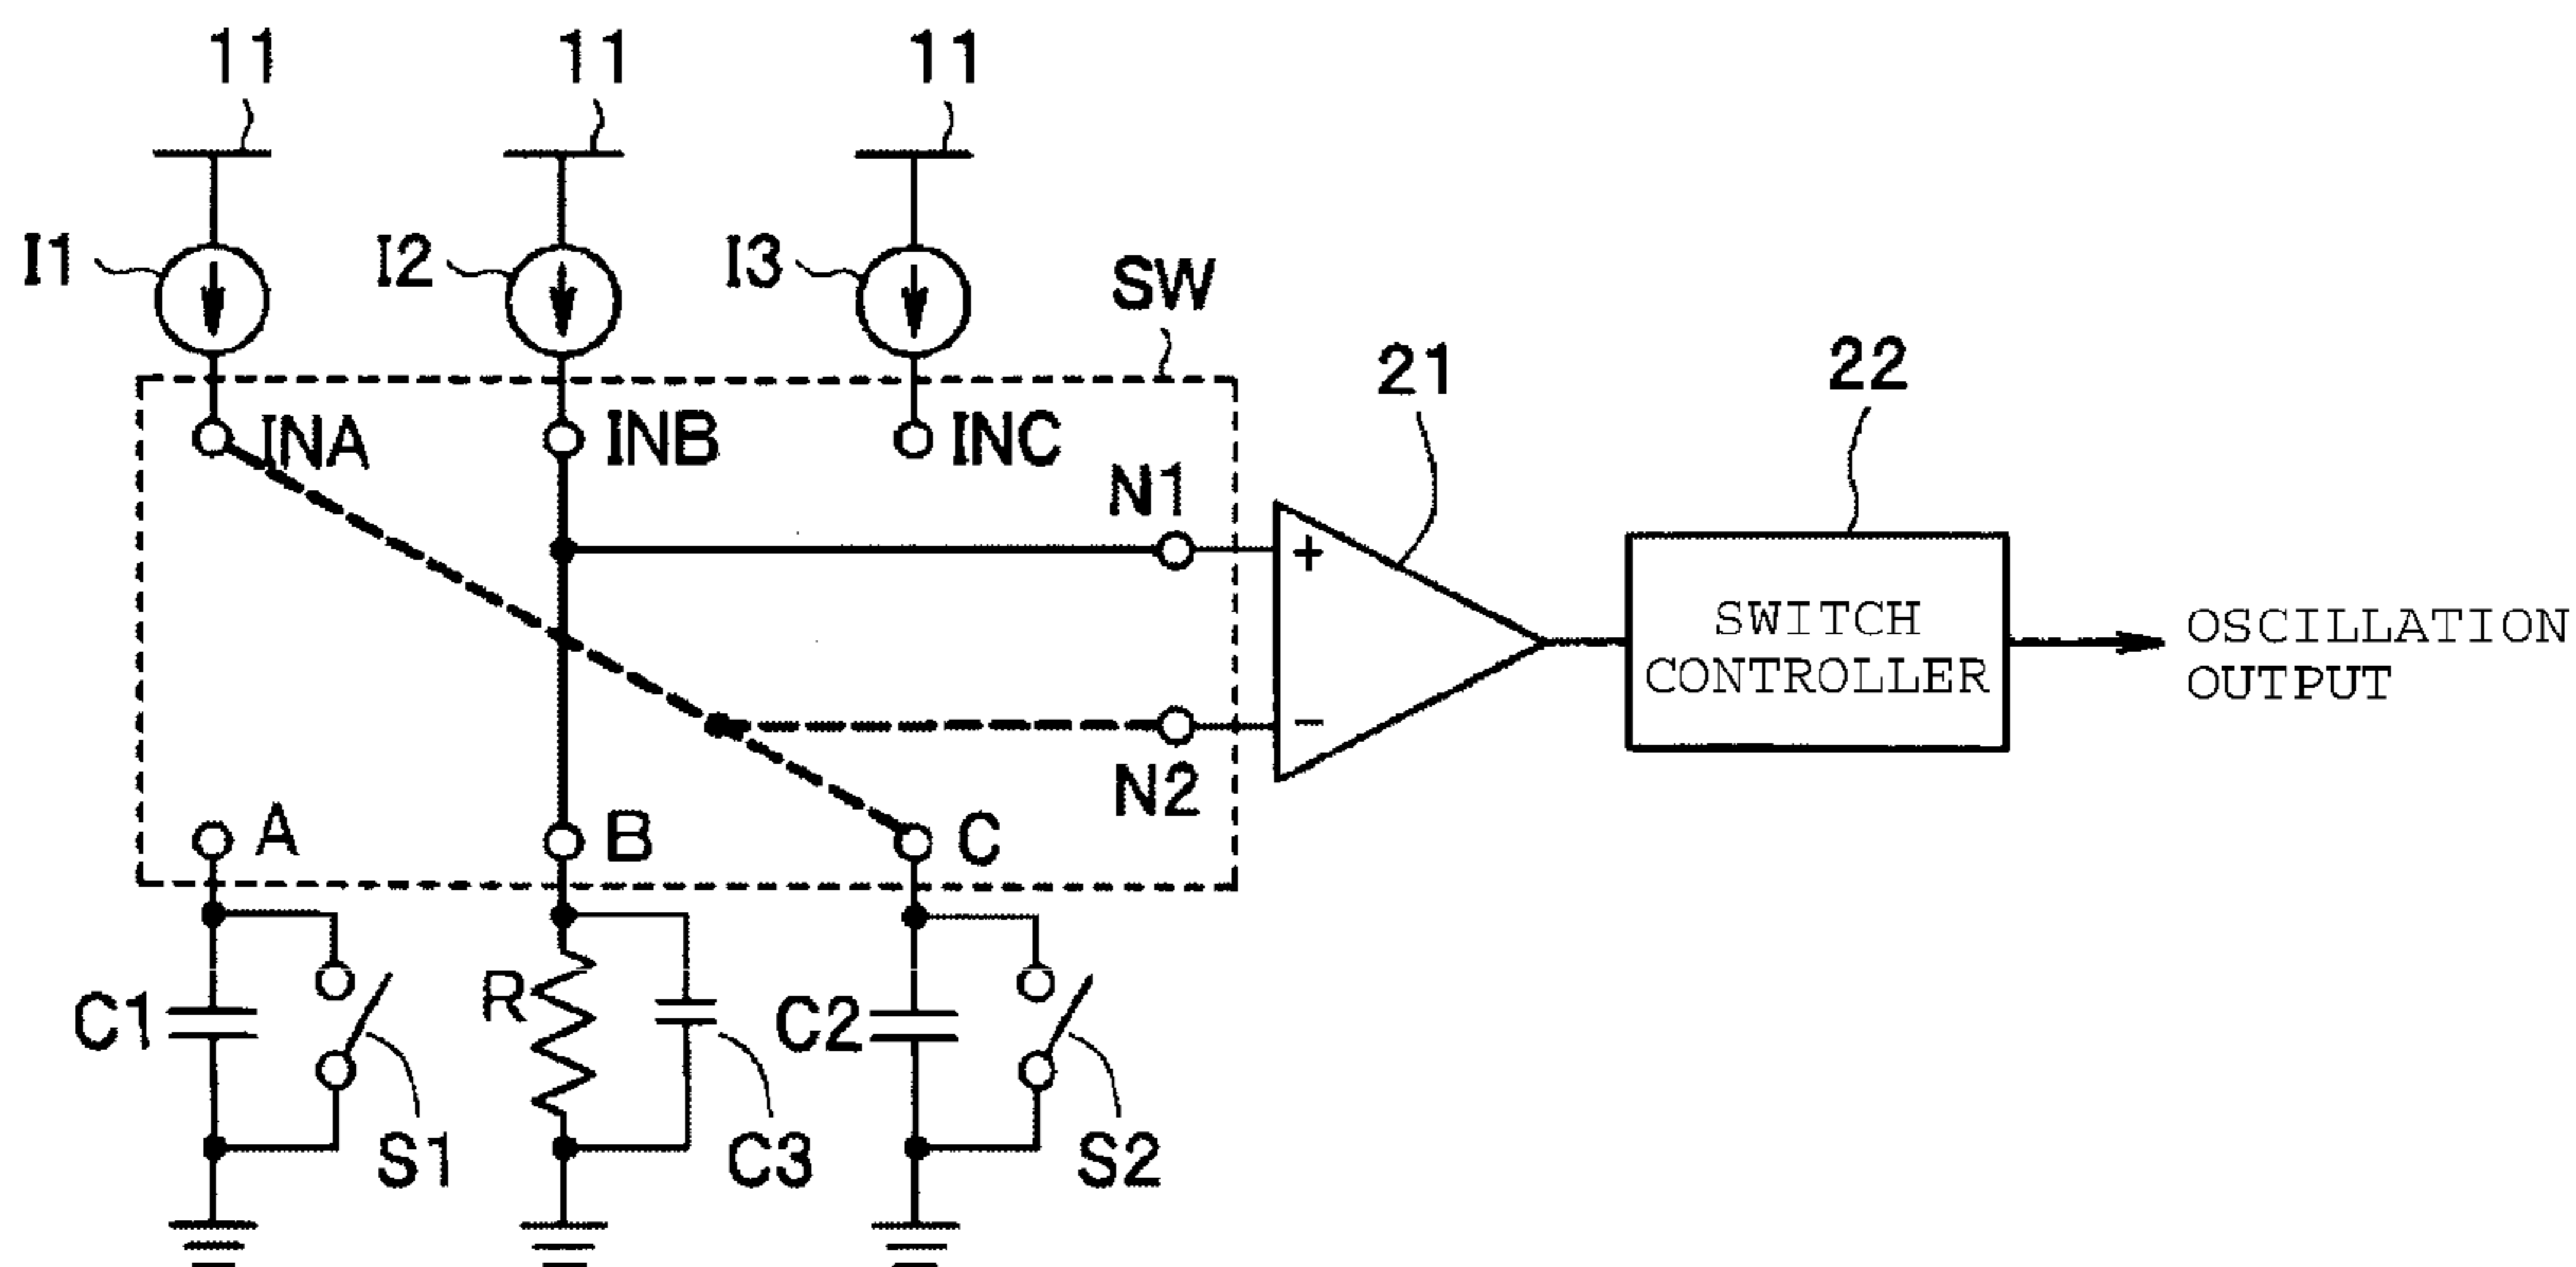 11 11 11
I1 I2 I3 SW
21 22
INA INB INC
N1
+
SWITCH
CONTROLLER
OSCILLATION
OUTPUT
−
N2
A B C
C1 R C2
S1 C3 S2